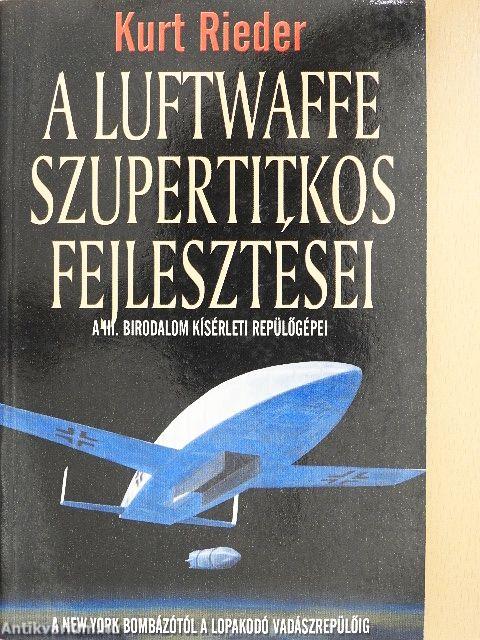 Kurt Rieder
A LUFTWAFFE
SZUPERTITKOS
FEJLESZTÉSEI
A III. BIRODALOM KÍSÉRLETI REPÜLŐGÉPEI
A NEW YORK BOMBÁZÓTÓL A LOPAKODÓ VADÁSZREPÜLŐIG